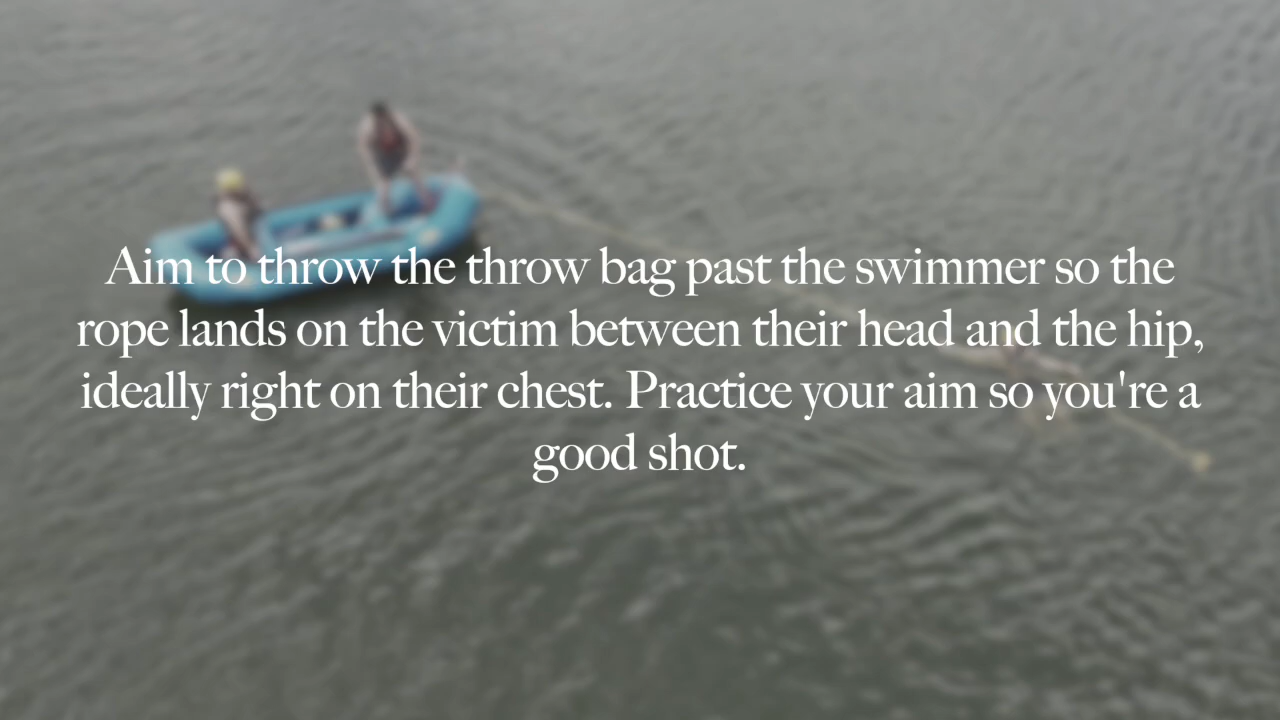 Aim to throw the throw bag past the swimmer so the
rope lands on the victim between their head and the hip,
ideally right on their chest. Practice your aim so you're a
good shot.